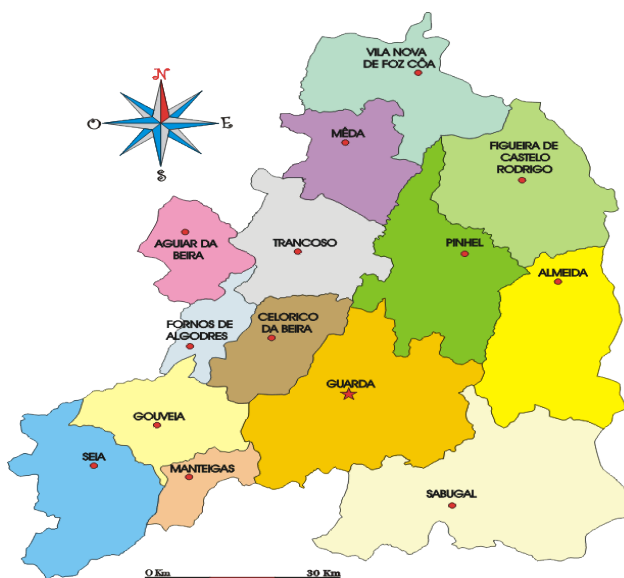 VILA NOVA
DE FOZ CÔA
N
O
E
S
MÊDA
FIGUEIRA DE
CASTELO
RODRIGO
AGUIAR DA
BEIRA
TRANCOSO
PINHEL
ALMEIDA
FORNOS DE
ALGODRES
CELORICO
DA BEIRA
GUARDA
GOUVEIA
SEIA
MANTEIGAS
SABUGAL
O Km
30 Km